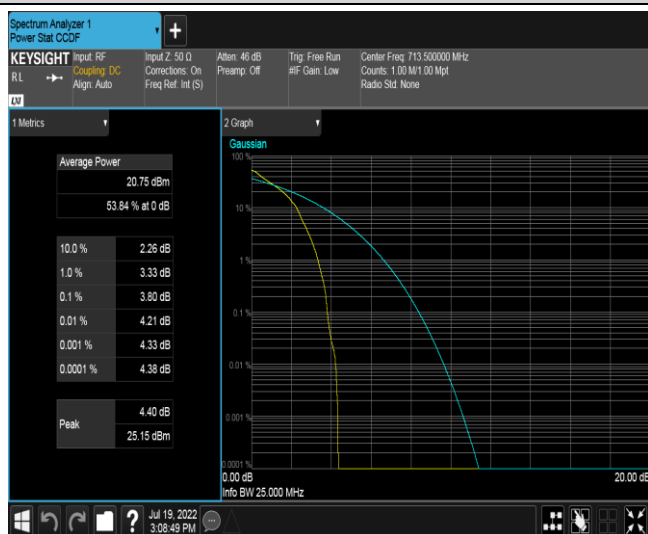 Spectrum Analyzer 1
Power Stat CCDF
+
KEYSIGHT
RL
LXI
Input: RF
Coupling: DC
Align: Auto
Input Z: 50 Ω
Corrections: On
Freq Ref: Int (S)
Atten: 46 dB
Preamp: Off
Trig: Free Run
#IF Gain: Low
Center Freq: 713.500000 MHz
Counts: 1.00 M/1.00 Mpt
Radio Std: None
1 Metrics
Average Power
20.75 dBm
53.84 % at 0 dB
10.0 % 2.26 dB
1.0 % 3.33 dB
0.1 % 3.80 dB
0.01 % 4.21 dB
0.001 % 4.33 dB
0.0001 % 4.38 dB
Peak
4.40 dB
25.15 dBm
2 Graph
Gaussian
100 %
10 %
1 %
0.1 %
0.01 %
0.001 %
0.0001 %
0.00 dB 20.00 dB
Info BW 25.000 MHz
?
Jul 19, 2022
3:08:49 PM